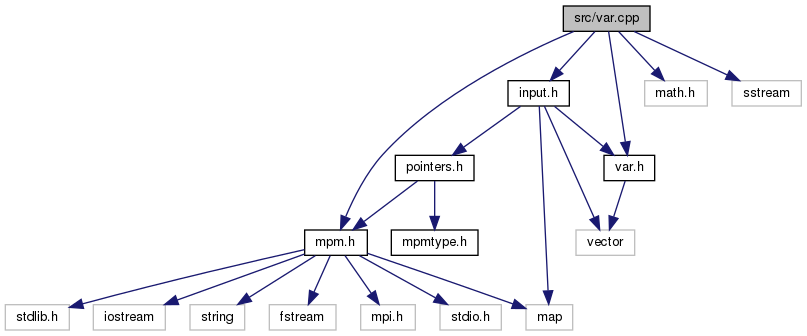 src/var.cpp
input.h
math.h
sstream
pointers.h
var.h
mpm.h
mpmtype.h
vector
stdlib.h
iostream
string
fstream
mpi.h
stdio.h
map